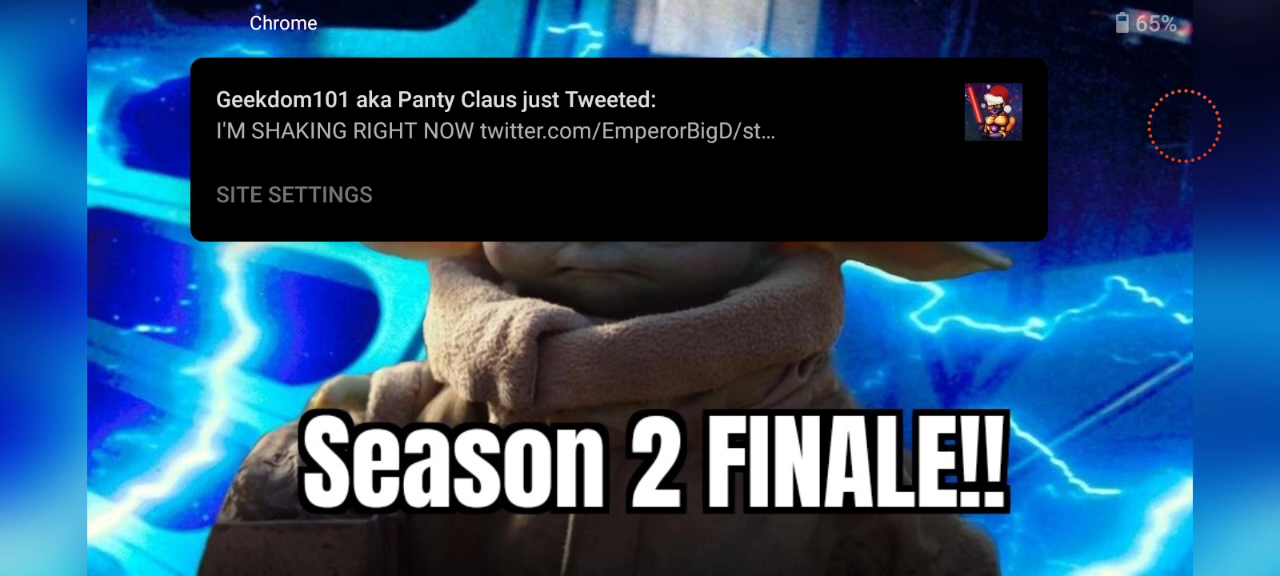 Chrome
65%
Geekdom101 aka Panty Claus just Tweeted:
I'M SHAKING RIGHT NOW twitter.com/EmperorBigD/st...
SITE SETTINGS
Season 2 FINALE!!